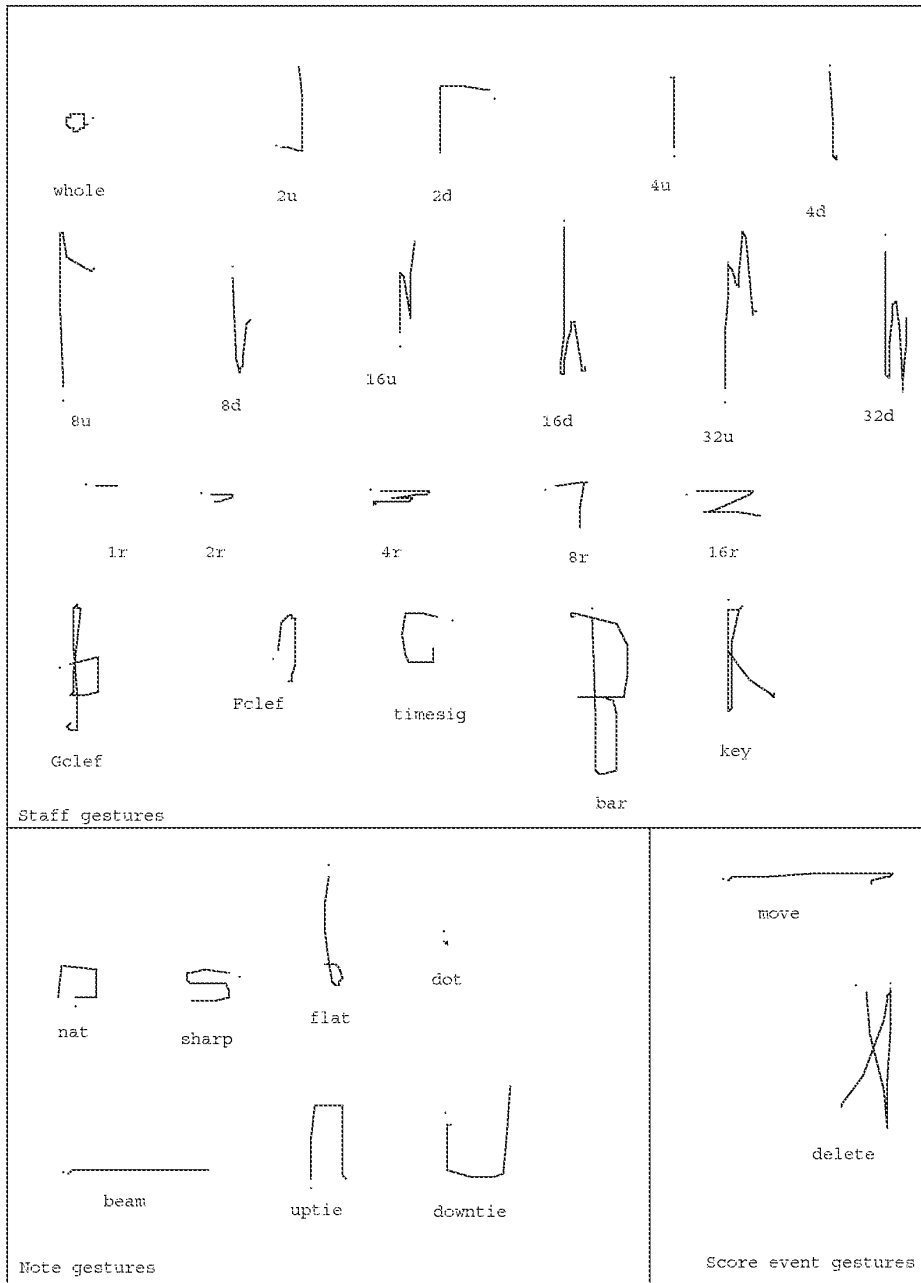 whole 2u 2d 4u 4d
8u 8d 16u 16d 32u 32d
1r 2r 4r 8r 16r
Gclef Fclef timesig bar key
Staff gestures
move
nat sharp flat dot
beam uptie downtie delete
Note gestures Score event gestures